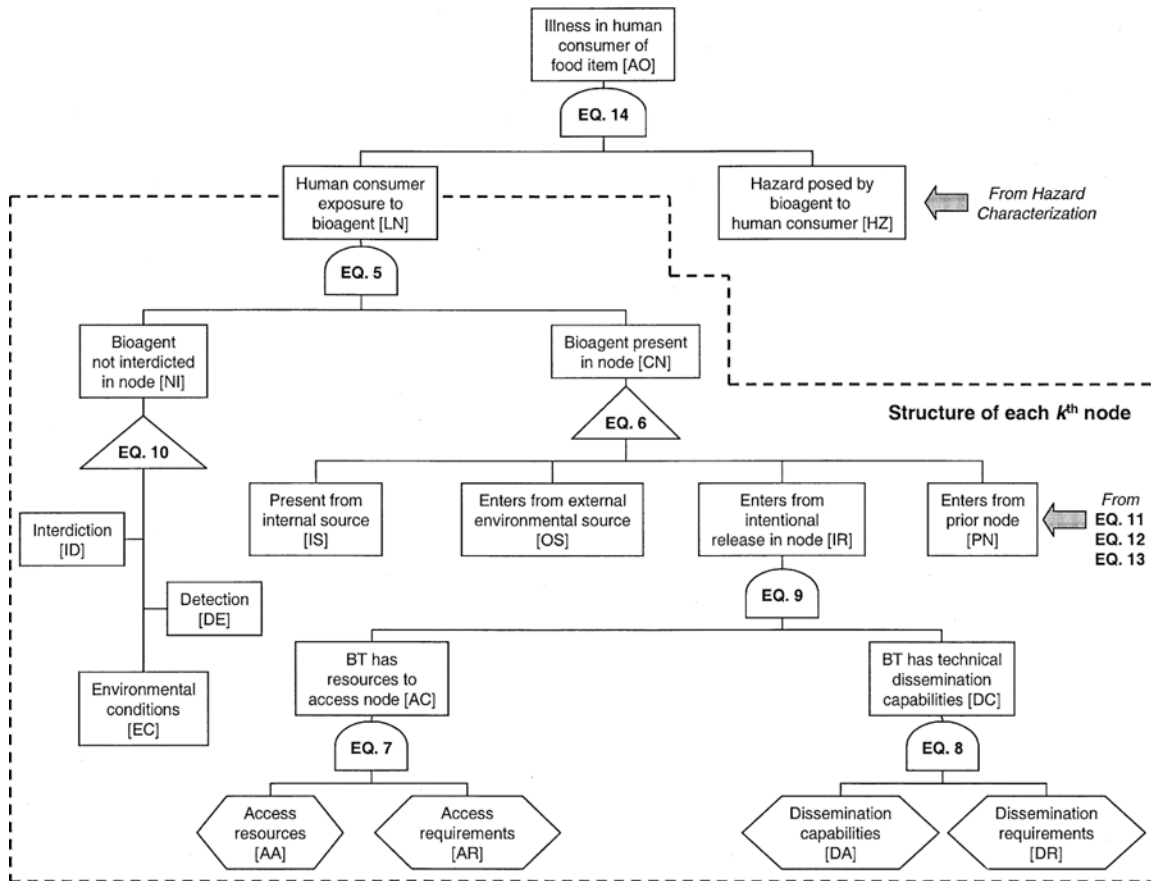 Illness in human
consumer of
food item [AO]
EQ. 14
Human consumer
exposure to
bioagent [LN]
Hazard posed by
bioagent to
human consumer [HZ]
From Hazard
Characterization
EQ. 5
Bioagent
not interdicted
in node [NI]
Bioagent present
in node [CN]
Structure of each kth node
EQ. 10
EQ. 6
Present from
internal source
[IS]
Enters from external
environmental source
[OS]
Enters from
intentional
release in node [IR]
Enters from
prior node
[PN]
From
EQ. 11
EQ. 12
EQ. 13
Interdiction
[ID]
Detection
[DE]
Environmental
conditions
[EC]
EQ. 9
BT has
resources to
access node [AC]
BT has technical
dissemination
capabilities [DC]
EQ. 7
EQ. 8
Access
resources
[AA]
Access
requirements
[AR]
Dissemination
capabilities
[DA]
Dissemination
requirements
[DR]